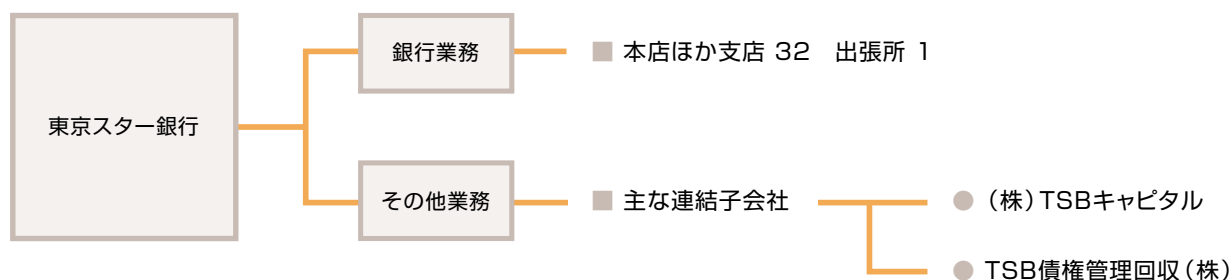 東京スター銀行
銀行業務
■ 本店ほか支店 32　出張所 1
その他業務
■ 主な連結子会社
● （株）TSBキャピタル
● TSB債権管理回収（株）